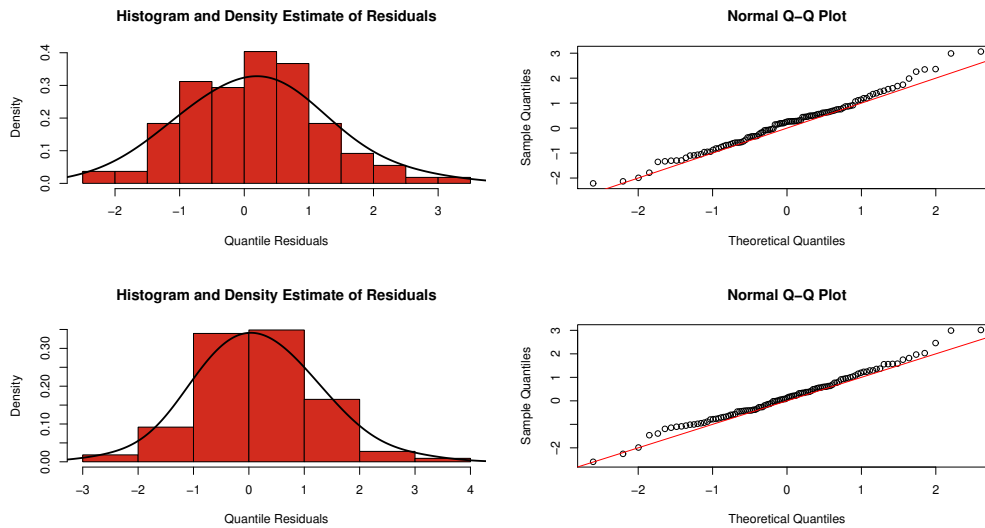 Histogram and Density Estimate of Residuals
Density
0.0 0.1 0.2 0.3 0.4
−2 −1 0 1 2 3
Quantile Residuals
Normal Q−Q Plot
Sample Quantiles
−2 −1 0 1 2 3
−2 −1 0 1 2
Theoretical Quantiles
Histogram and Density Estimate of Residuals
Density
0.00 0.10 0.20 0.30
−3 −2 −1 0 1 2 3 4
Quantile Residuals
Normal Q−Q Plot
Sample Quantiles
−2 −1 0 1 2 3
−2 −1 0 1 2
Theoretical Quantiles